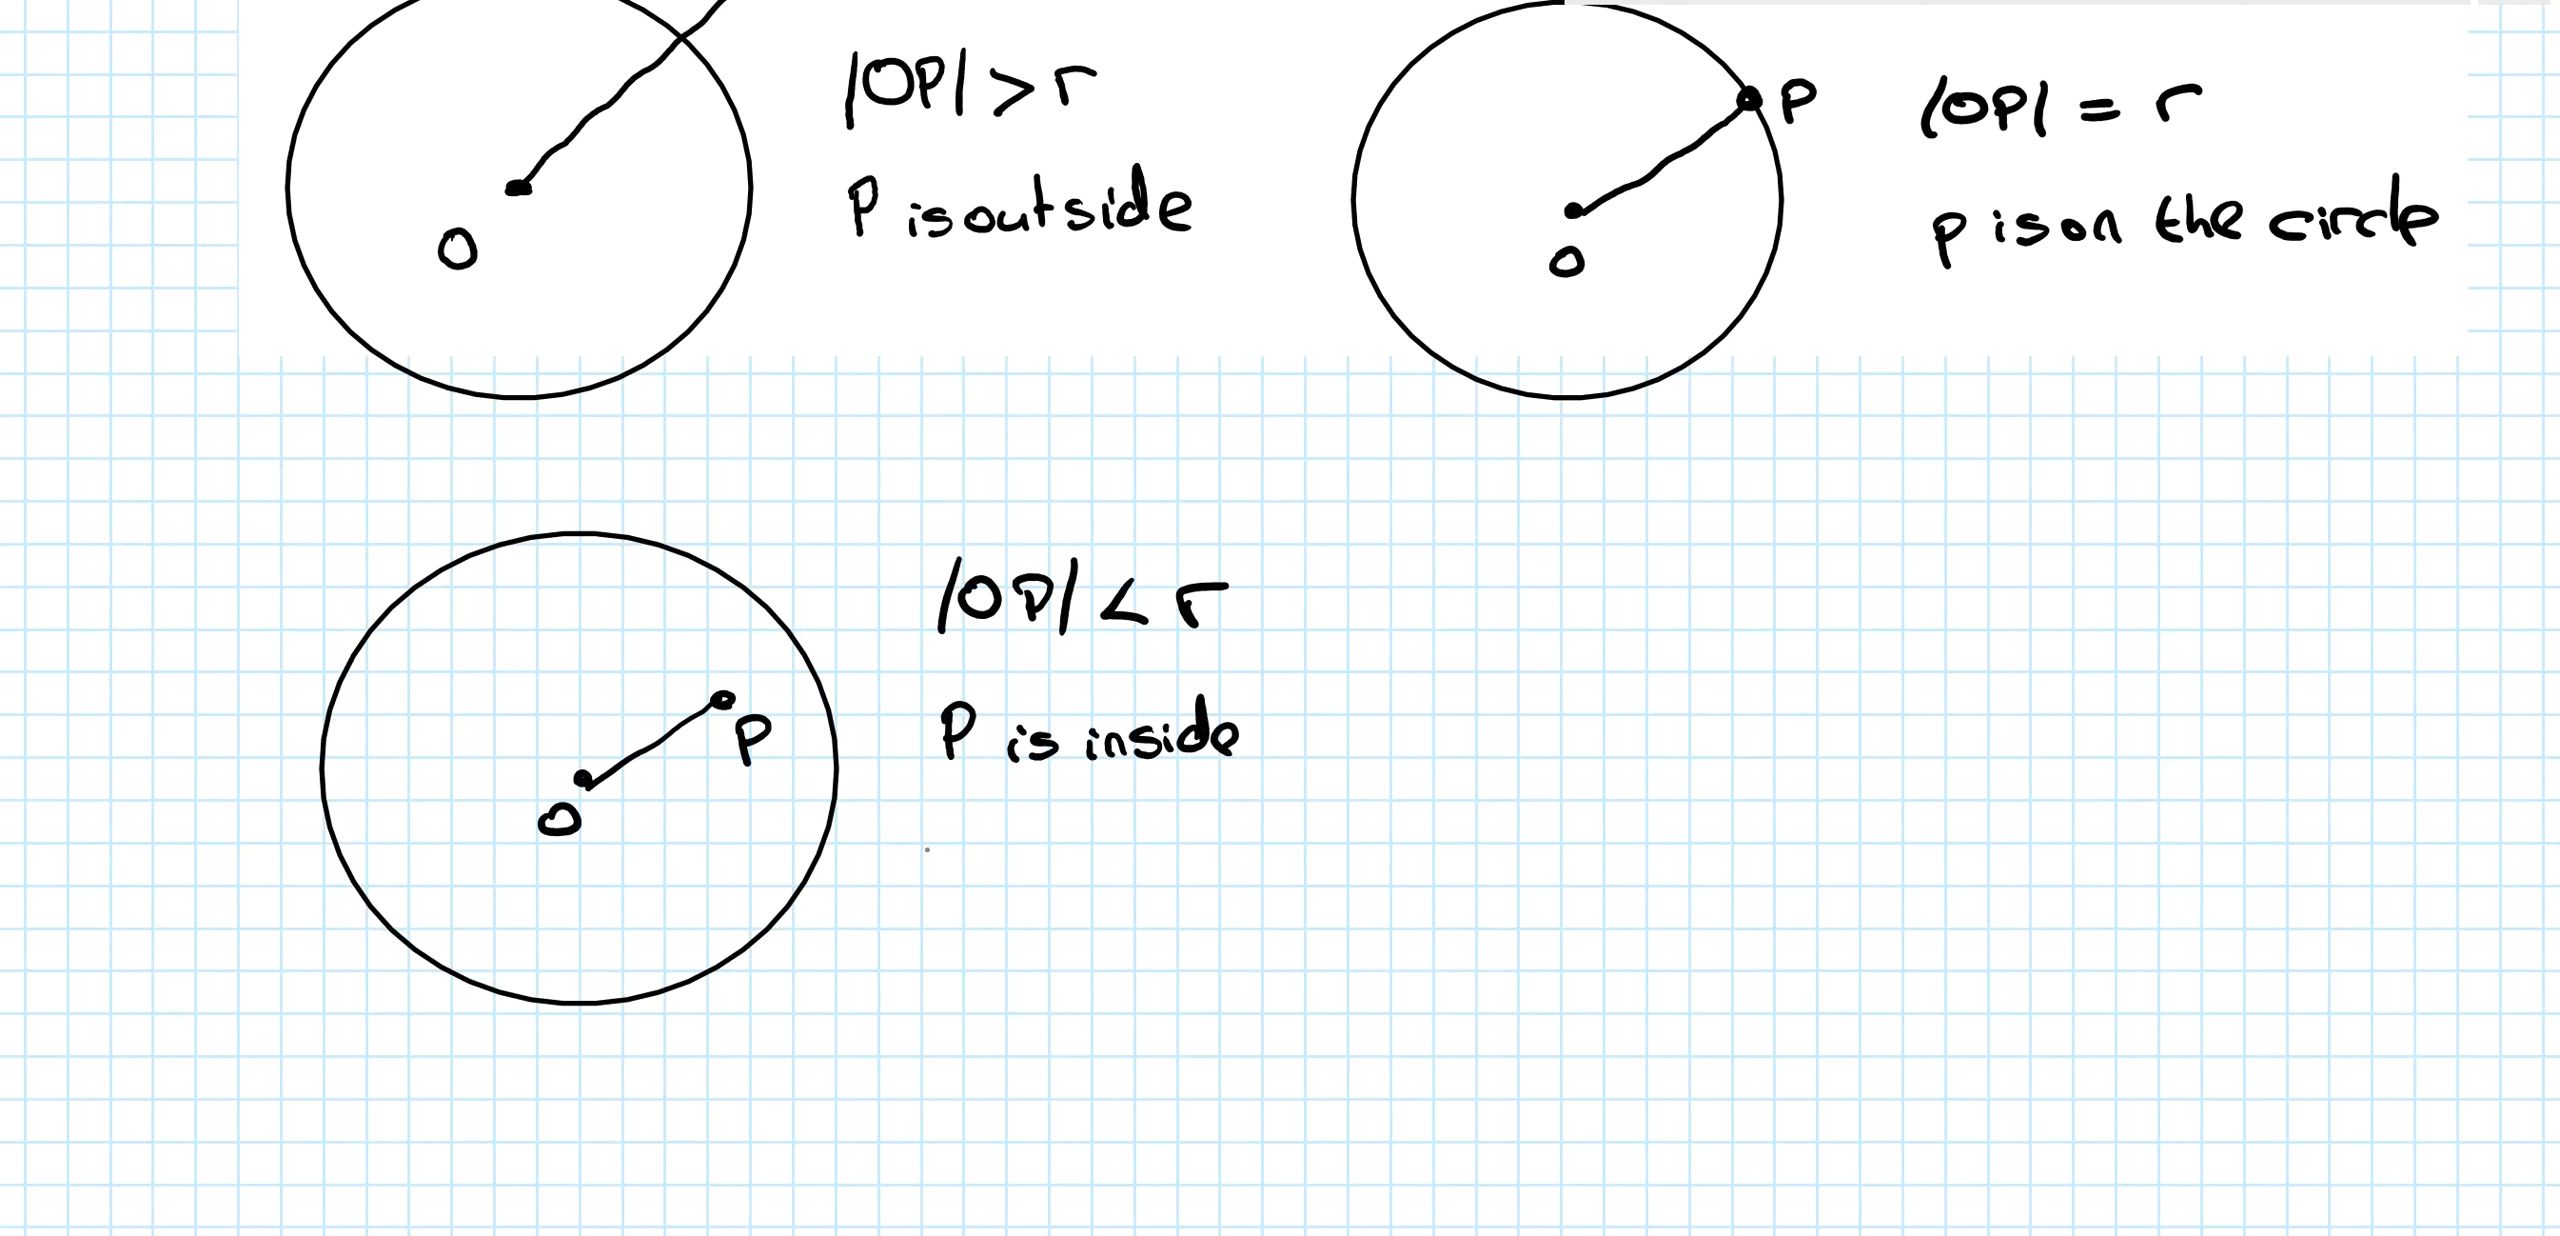 |OP| > r
P is outside
O
P
|OP| = r
p is on the circle
O
|OP| < r
P is inside
P
O